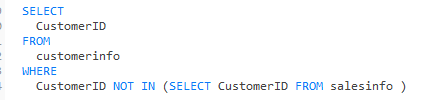 SELECT
CustomerID
FROM
customerinfo
WHERE
CustomerID NOT IN (SELECT CustomerID FROM salesinfo )